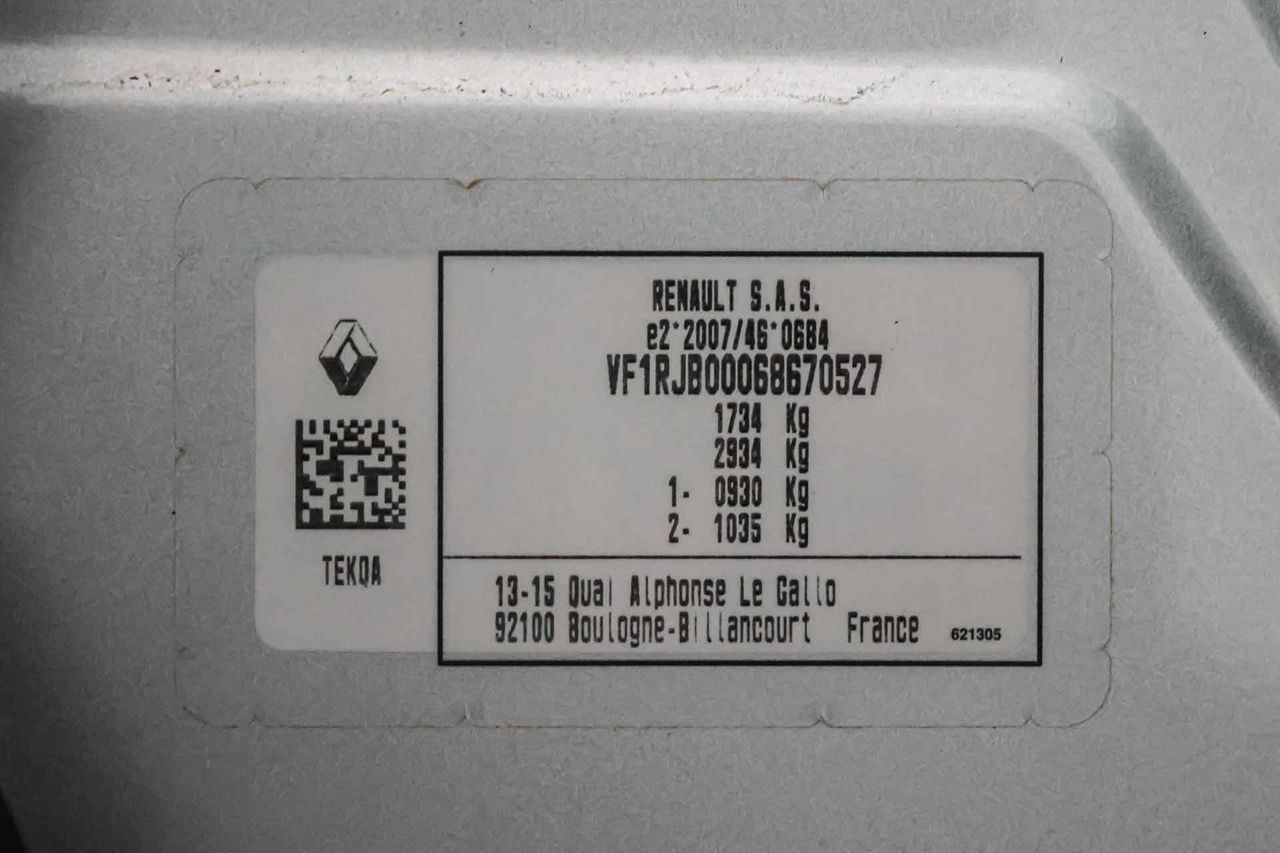 RENAULT S.A.S.
e2*2007/46*0684
VF1RJB00068670527
1734 Kg
2934 Kg
1- 0930 Kg
2- 1035 Kg
TEKQA
13-15 Quai Alphonse Le Gallo
92100 Boulogne-Billancourt France 621305